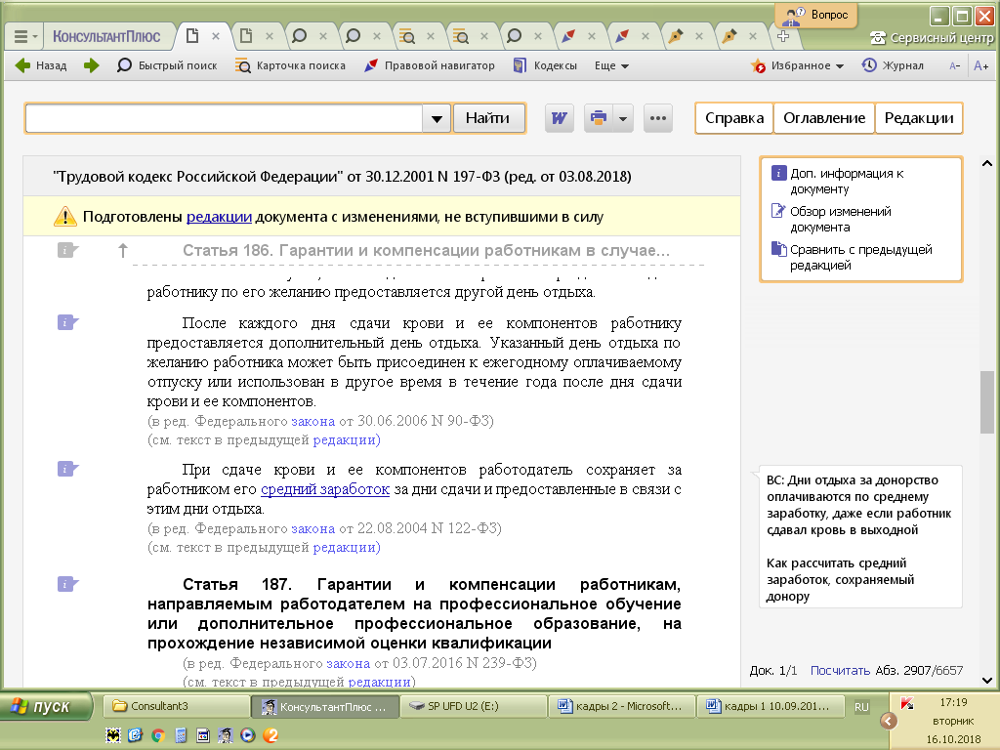 Вопрос
КонсультантПлюс
Сервисный центр
Назад
Быстрый поиск
Карточка поиска
Правовой навигатор
Кодексы
Еще
Избранное
Журнал
А-
А+
Найти
W
Справка
Оглавление
Редакции
"Трудовой кодекс Российской Федерации" от 30.12.2001 N 197-ФЗ (ред. от 03.08.2018)
Подготовлены редакции документа с изменениями, не вступившими в силу
Статья 186. Гарантии и компенсации работникам в случае...
работнику по его желанию предоставляется другой день отдыха.
После каждого дня сдачи крови и ее компонентов работнику
предоставляется дополнительный день отдыха. Указанный день отдыха по
желанию работника может быть присоединен к ежегодному оплачиваемому
отпуску или использован в другое время в течение года после дня сдачи
крови и ее компонентов.
(в ред. Федерального закона от 30.06.2006 N 90-ФЗ)
(см. текст в предыдущей редакции)
При сдаче крови и ее компонентов работодатель сохраняет за
работником его средний заработок за дни сдачи и предоставленные в связи с
этим дни отдыха.
(в ред. Федерального закона от 22.08.2004 N 122-ФЗ)
(см. текст в предыдущей редакции)
Статья 187. Гарантии и компенсации работникам,
направляемым работодателем на профессиональное обучение
или дополнительное профессиональное образование, на
прохождение независимой оценки квалификации
(в ред. Федерального закона от 03.07.2016 N 239-ФЗ)
(см. текст в предыдущей редакции)
Доп. информация к
документу
Обзор изменений
документа
Сравнить с предыдущей
редакцией
ВС: Дни отдыха за донорство
оплачиваются по среднему
заработку, даже если работник
сдавал кровь в выходной
Как рассчитать средний
заработок, сохраняемый
донору
Док. 1/1 Посчитать Абз. 2907/6657
пуск
Consultant3
КонсультантПлюс ...
SP UFD U2 (E:)
кадры 2 - Microsoft...
кадры 1 10.09.201...
RU
17:19
вторник
16.10.2018